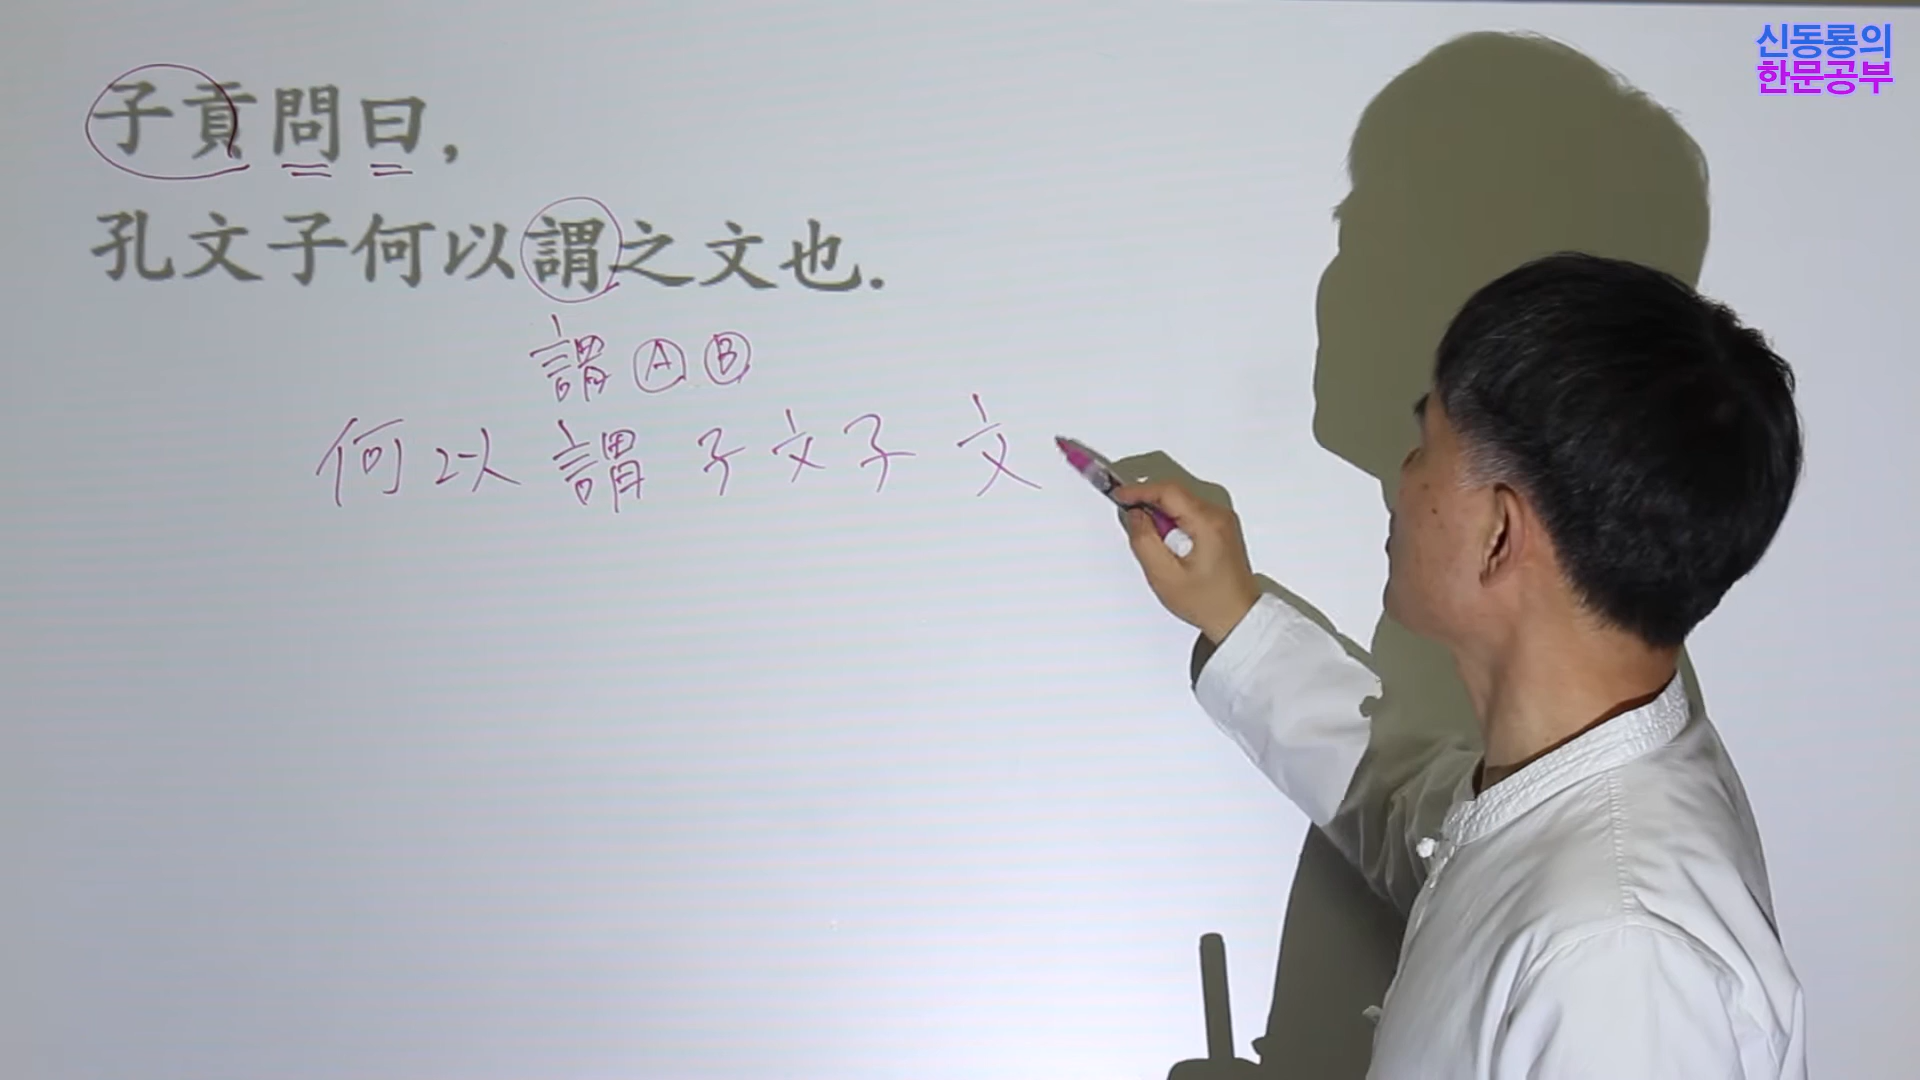 子貢問曰,
孔文子何以謂之文也.
謂 Ⓐ Ⓑ
何以謂子文子文
신동룡의
한문공부